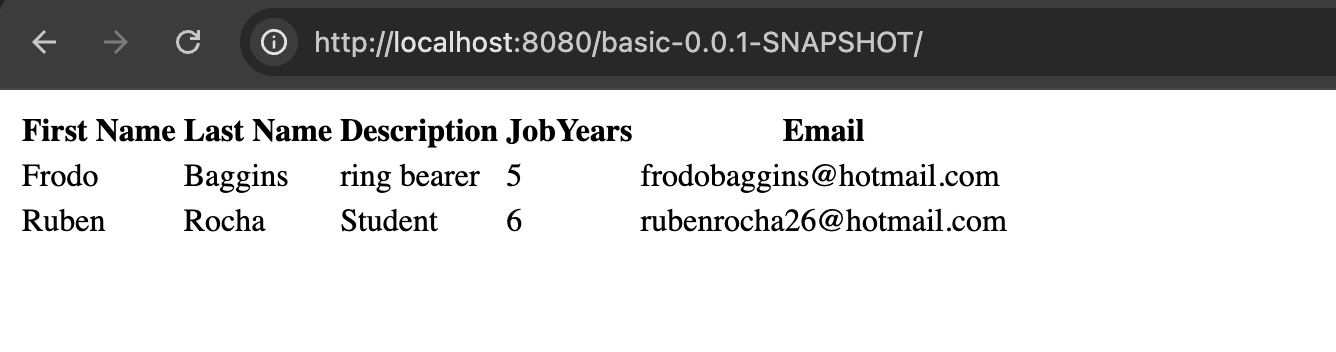 http://localhost:8080/basic-0.0.1-SNAPSHOT/
First Name Last Name Description JobYears Email
Frodo Baggins ring bearer 5 frodobaggins@hotmail.com
Ruben Rocha Student 6 rubenrocha26@hotmail.com